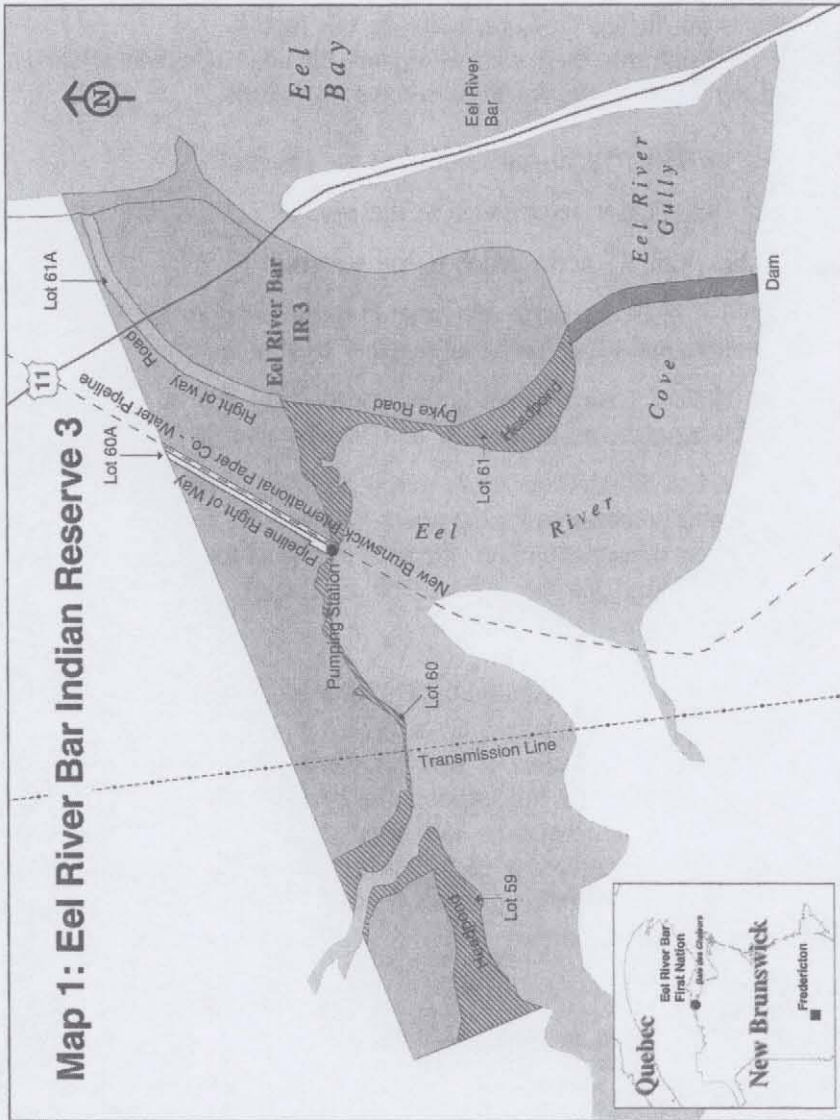 Map 1: Eel River Bar Indian Reserve 3
N
Eel
Bay
Lot 61A
11
Road
Right of way
Eel River Bar
IR 3
Eel River
Bar
Lot 60A
New Brunswick-International Paper Co. - Water Pipeline
Pipeline Right of Way
Pumping Station
Dyke Road
Headpond
Lot 61
Eel River
Gully
Dam
Eel
River
Cove
Lot 60
Transmission Line
Headpond
Lot 59
Quebec
Eel River Bar
First Nation
Baie des Chaleurs
New Brunswick
Fredericton